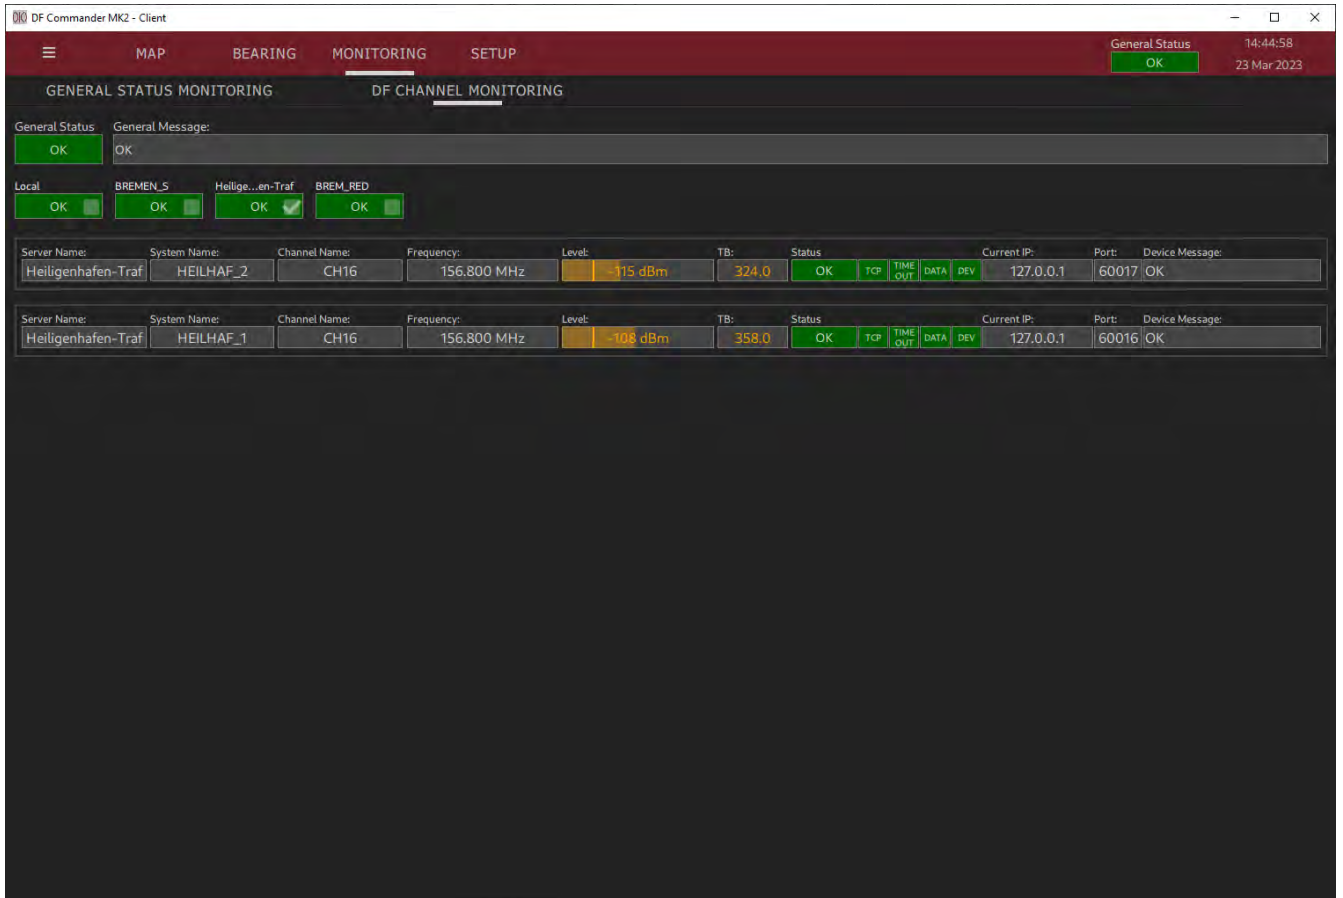 DF Commander MK2 - Client
MAP BEARING MONITORING SETUP
General Status
OK
14:44:58
23 Mar 2023
GENERAL STATUS MONITORING DF CHANNEL MONITORING
General Status General Message:
OK OK
Local BREMEN_S Heilige...en-Traf BREM_RED
OK OK OK OK
Server Name: System Name: Channel Name: Frequency: Level: TB: Status Current IP: Port: Device Message:
Heiligenhafen-Traf HEILHAF_2 CH16 156.800 MHz -115 dBm 324.0 OK TCP TIME OUT DATA DEV 127.0.0.1 60017 OK
Server Name: System Name: Channel Name: Frequency: Level: TB: Status Current IP: Port: Device Message:
Heiligenhafen-Traf HEILHAF_1 CH16 156.800 MHz -108 dBm 358.0 OK TCP TIME OUT DATA DEV 127.0.0.1 60016 OK